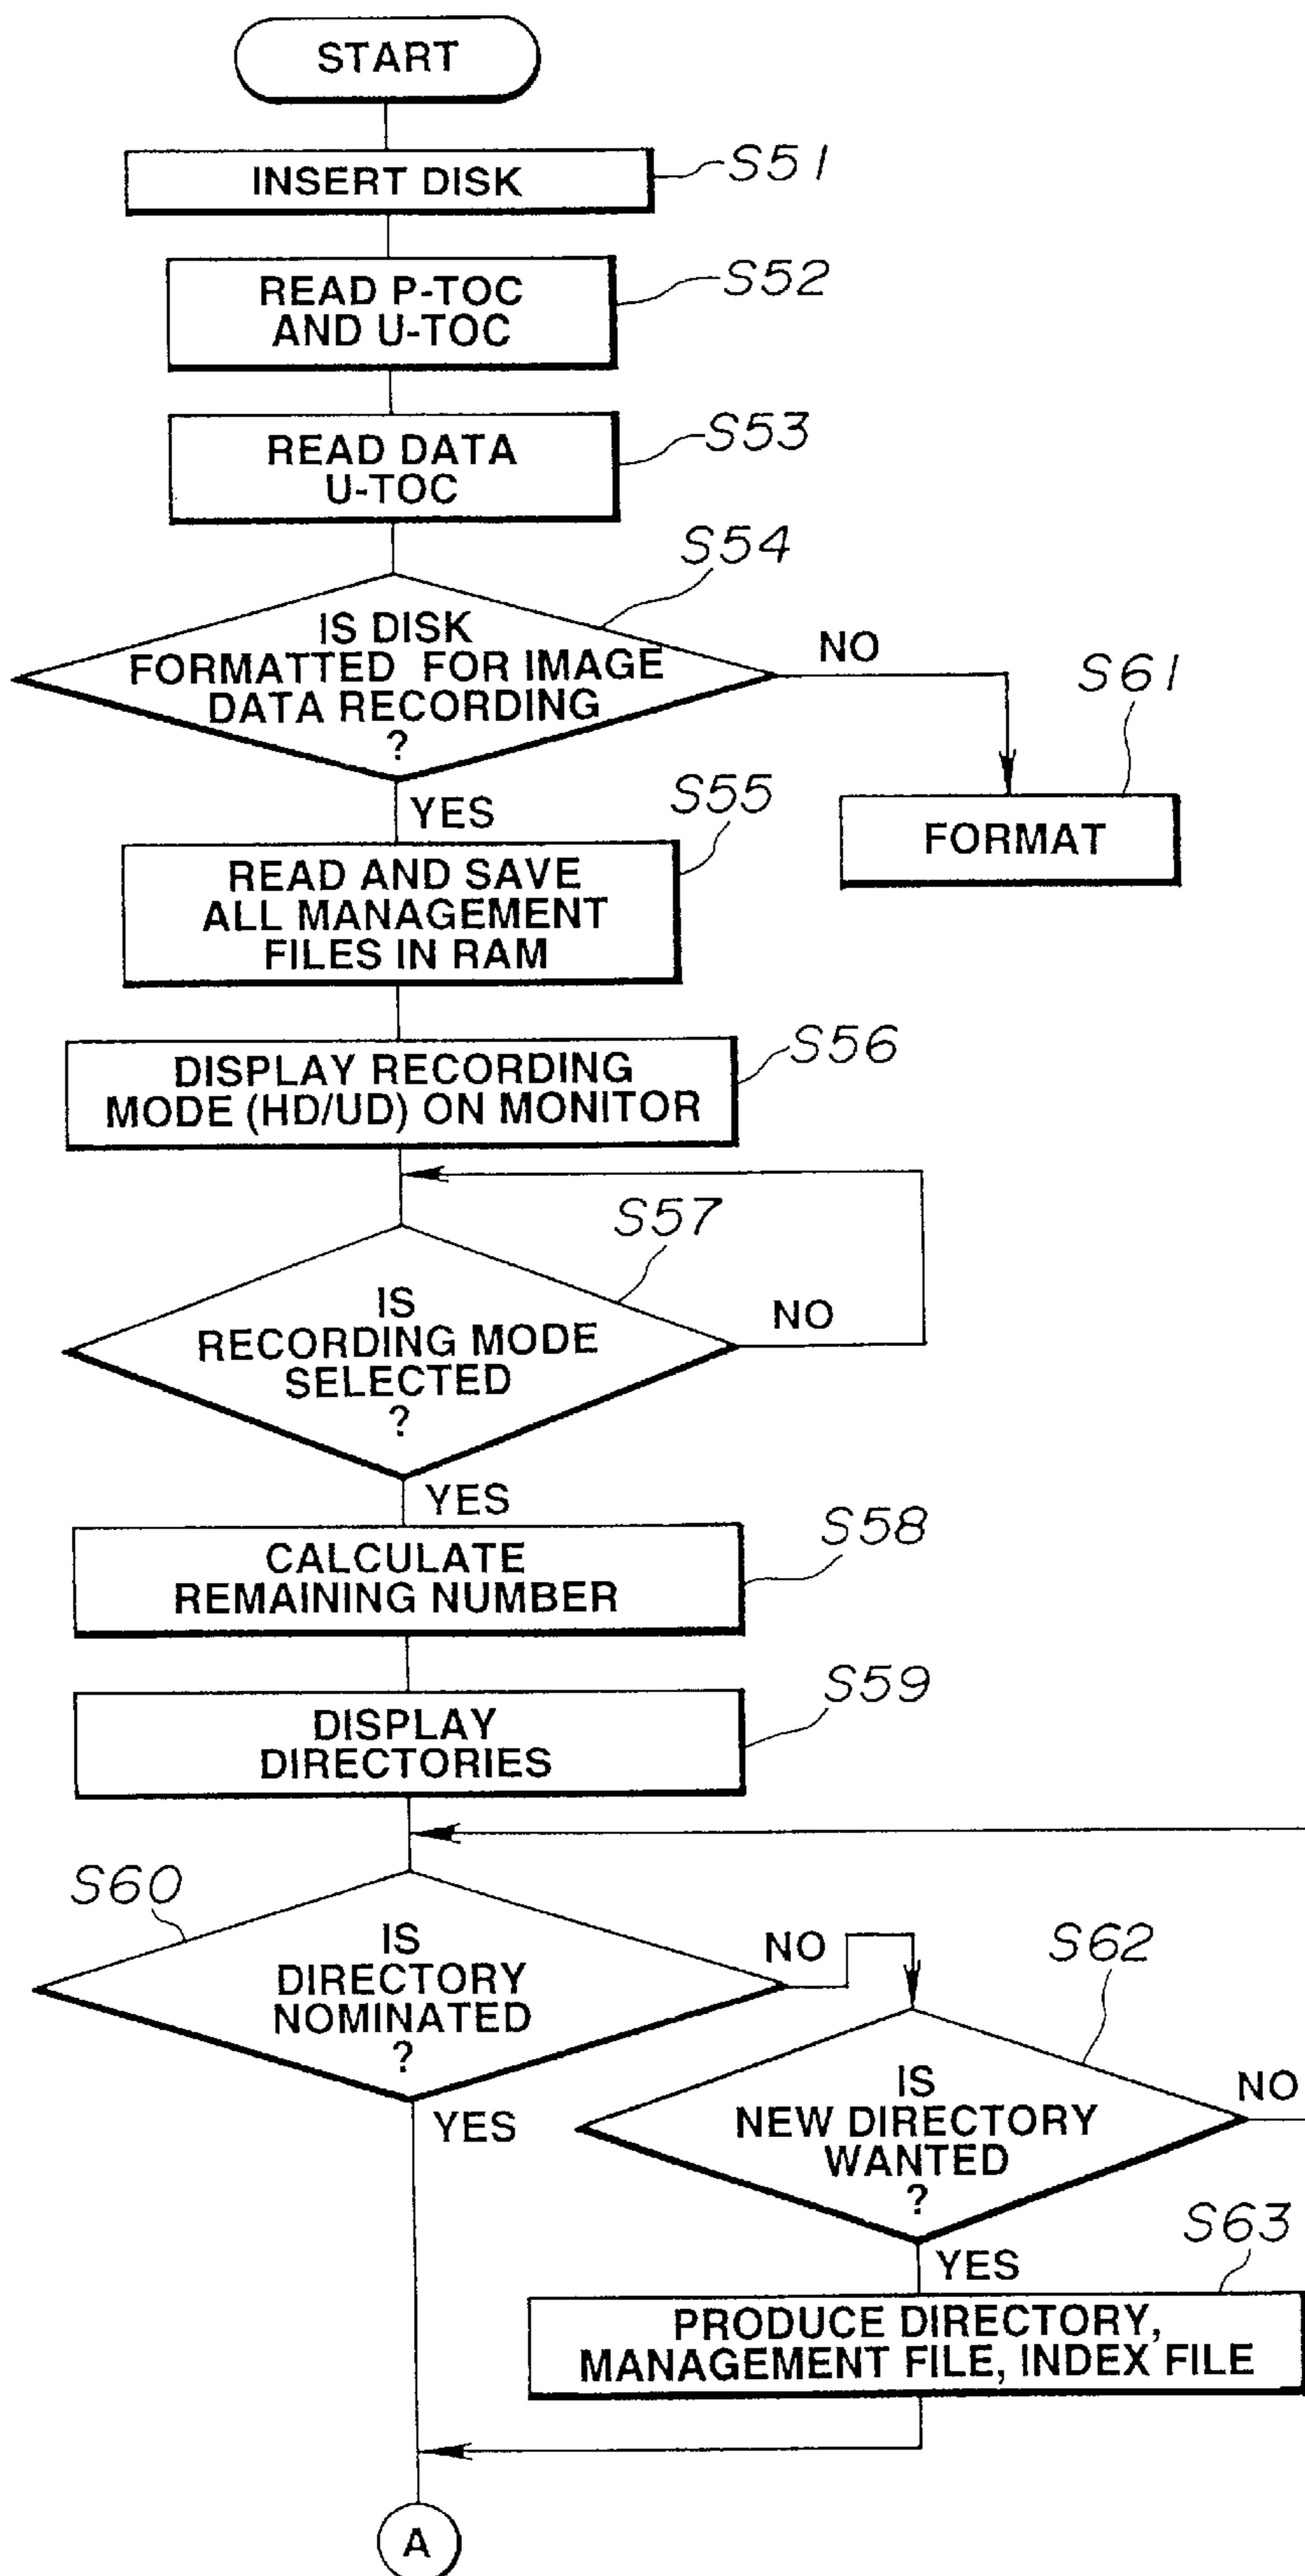 START
INSERT DISK
S51
READ P-TOC
AND U-TOC
S52
READ DATA
U-TOC
S53
S54
IS DISK
FORMATTED FOR IMAGE
DATA RECORDING
?
NO
S61
FORMAT
YES
S55
READ AND SAVE
ALL MANAGEMENT
FILES IN RAM
S56
DISPLAY RECORDING
MODE (HD/UD) ON MONITOR
S57
IS
RECORDING MODE
SELECTED
?
NO
YES
S58
CALCULATE
REMAINING NUMBER
S59
DISPLAY
DIRECTORIES
S60
IS
DIRECTORY
NOMINATED
?
NO
YES
S62
IS
NEW DIRECTORY
WANTED
?
NO
YES
S63
PRODUCE DIRECTORY,
MANAGEMENT FILE, INDEX FILE
A